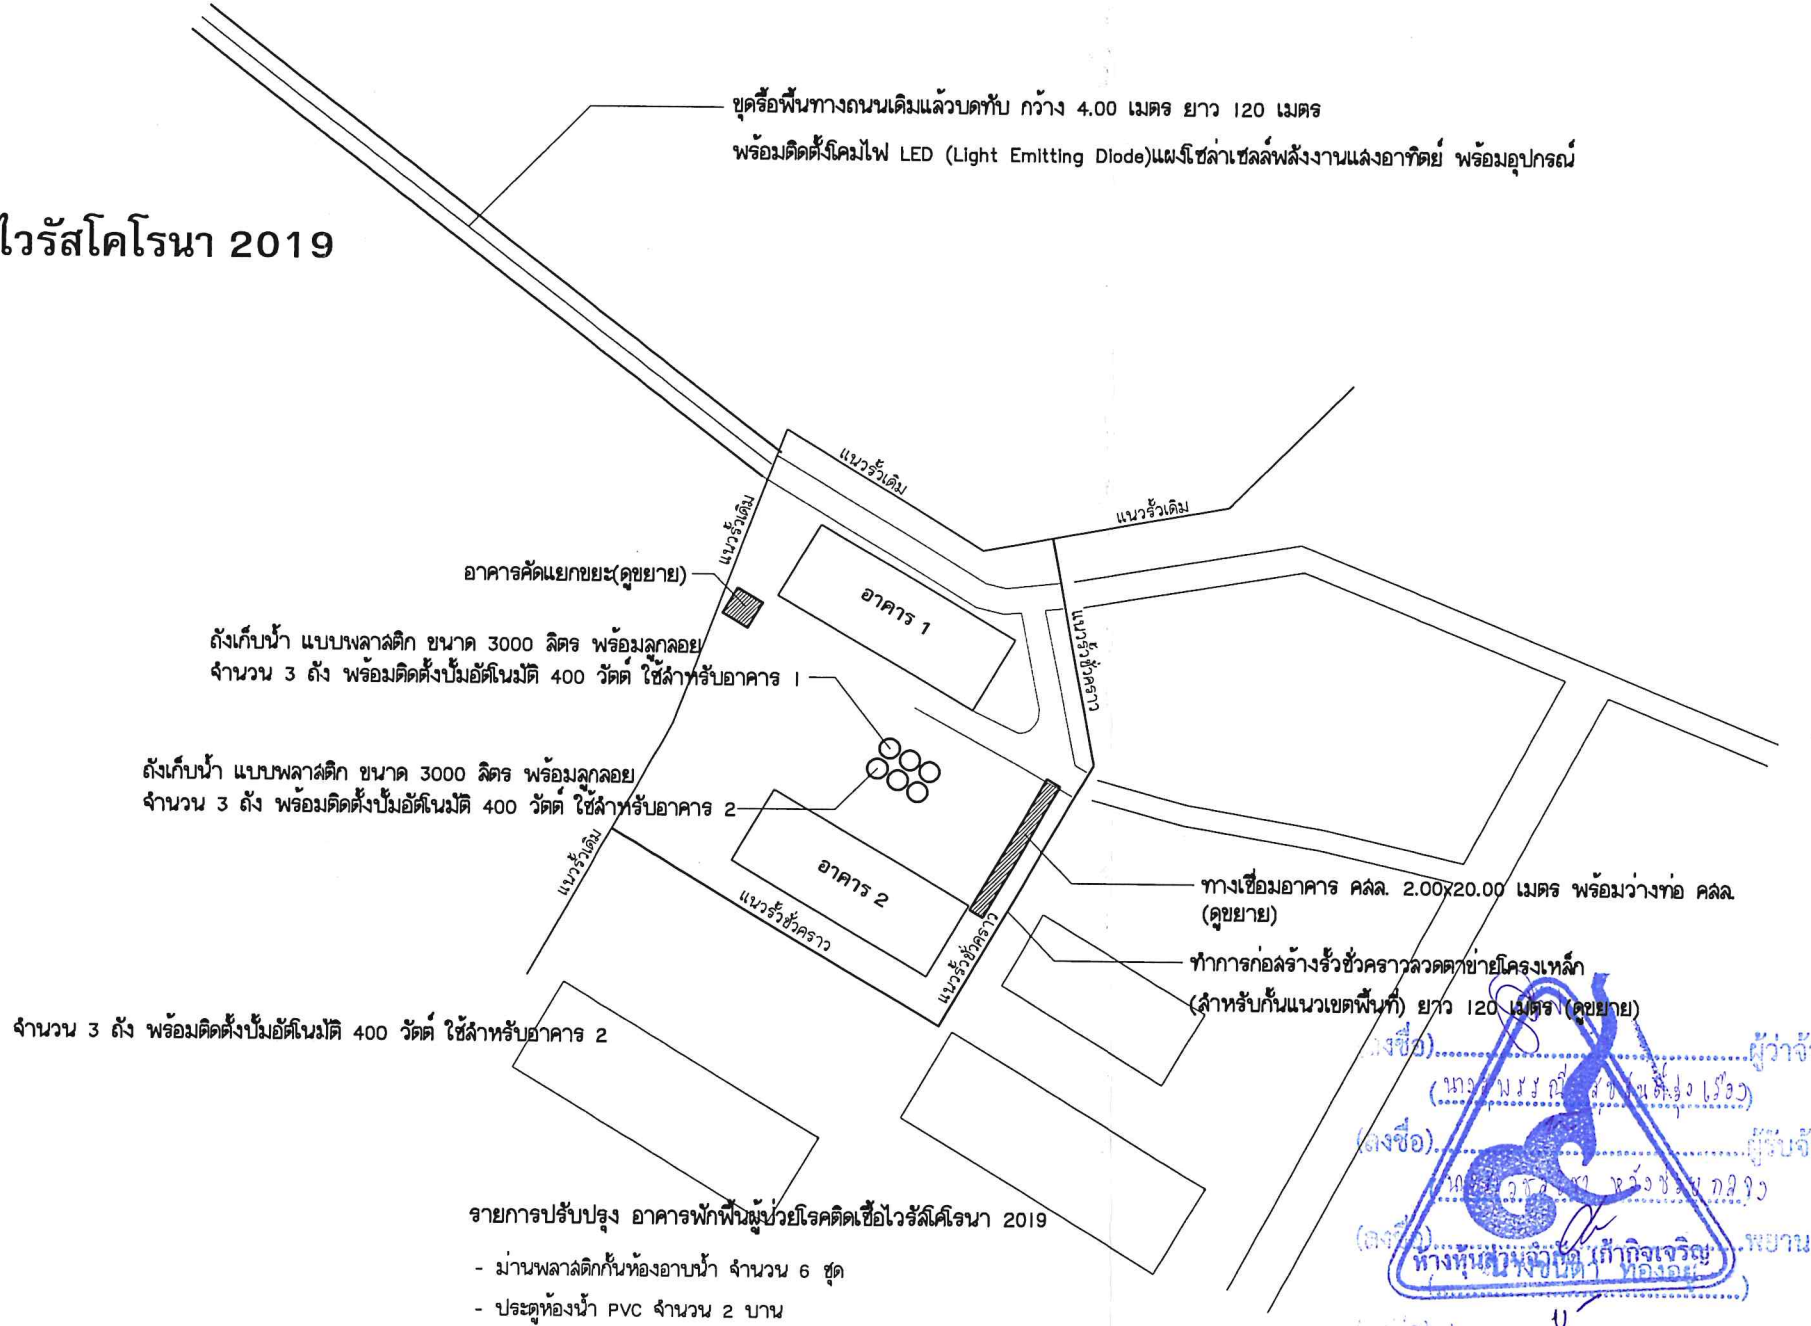 ขุดรื้อพื้นทางถนนเดิมแล้วบดทับ กว้าง 4.00 เมตร ยาว 120 เมตร
พร้อมติดตั้งโคมไฟ LED (Light Emitting Diode)แผงโซล่าเซลล์พลังงานแสงอาทิตย์ พร้อมอุปกรณ์
ไวรัสโคโรนา 2019
แนวรั้วเดิม
แนวรั้วเดิม
แนวรั้วเดิม
อาคารคัดแยกขยะ(ดูขยาย)
อาคาร 1
แนวรั้วชั่วคราว
ถังเก็บน้ำ แบบพลาสติก ขนาด 3000 ลิตร พร้อมลูกลอย
จำนวน 3 ถัง พร้อมติดตั้งปั้มอัตโนมัติ 400 วัตต์ ใช้สำหรับอาคาร 1
ถังเก็บน้ำ แบบพลาสติก ขนาด 3000 ลิตร พร้อมลูกลอย
จำนวน 3 ถัง พร้อมติดตั้งปั้มอัตโนมัติ 400 วัตต์ ใช้สำหรับอาคาร 2
แนวรั้วเดิม
อาคาร 2
แนวรั้วชั่วคราว
แนวรั้วชั่วคราว
ทางเชื่อมอาคาร คสล. 2.00x20.00 เมตร พร้อมว่างท่อ คสล.
(ดูขยาย)
ทำการก่อสร้างรั้วชั่วคราวลวดตาข่ายโครงเหล็ก
(สำหรับกั้นแนวเขตพื้นที่) ยาว 120 เมตร (ดูขยาย)
จำนวน 3 ถัง พร้อมติดตั้งปั้มอัตโนมัติ 400 วัตต์ ใช้สำหรับอาคาร 2
รายการปรับปรุง อาคารพักฟื้นผู้ป่วยโรคติดเชื้อไวรัสโคโรนา 2019
- ม่านพลาสติกกั้นห้องอาบน้ำ จำนวน 6 ชุด
- ประตูห้องน้ำ PVC จำนวน 2 บาน
(ลงชื่อ) ผู้ว่าจ้
(ลงชื่อ) ผู้รับจ้
(ลงชื่อ) พยาน
ห้างหุ้นส่วนจำกัด เก้ากิจเจริญ